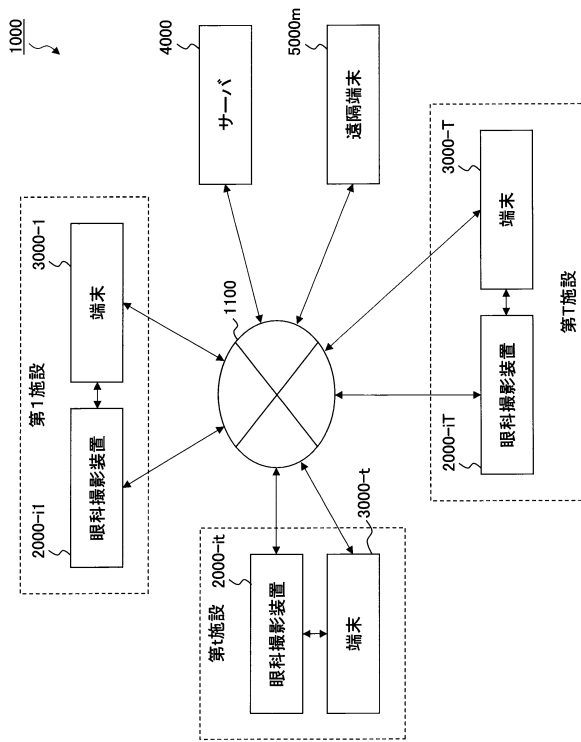 1000
第1施設
2000-i1
眼科撮影装置
3000-1
端末
4000
サーバ
5000m
遠隔端末
1100
第t施設
2000-it
眼科撮影装置
3000-t
端末
2000-iT
眼科撮影装置
3000-T
端末
第T施設